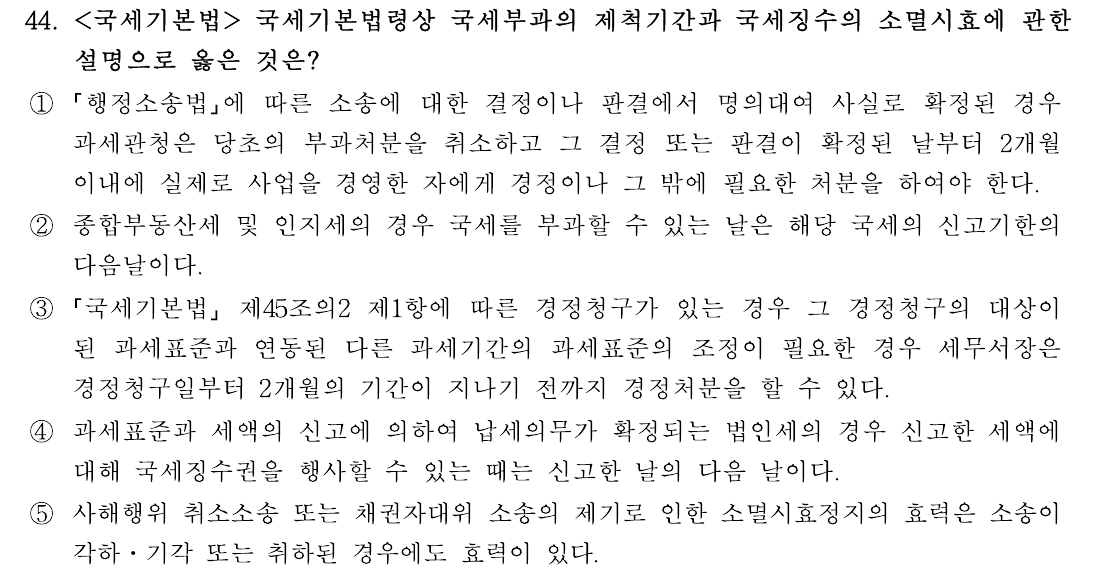 44. <국세기본법> 국세기본법령상 국세부과의 제척기간과 국세징수의 소멸시효에 관한
설명으로 옳은 것은?
① 「행정소송법」에 따른 소송에 대한 결정이나 판결에서 명의대여 사실로 확정된 경우
과세관청은 당초의 부과처분을 취소하고 그 결정 또는 판결이 확정된 날부터 2개월
이내에 실제로 사업을 경영한 자에게 경정이나 그 밖에 필요한 처분을 하여야 한다.
② 종합부동산세 및 인지세의 경우 국세를 부과할 수 있는 날은 해당 국세의 신고기한의
다음날이다.
③ 「국세기본법」 제45조의2 제1항에 따른 경정청구가 있는 경우 그 경정청구의 대상이
된 과세표준과 연동된 다른 과세기간의 과세표준의 조정이 필요한 경우 세무서장은
경정청구일부터 2개월의 기간이 지나기 전까지 경정처분을 할 수 있다.
④ 과세표준과 세액의 신고에 의하여 납세의무가 확정되는 법인세의 경우 신고한 세액에
대해 국세징수권을 행사할 수 있는 때는 신고한 날의 다음 날이다.
⑤ 사해행위 취소소송 또는 채권자대위 소송의 제기로 인한 소멸시효정지의 효력은 소송이
각하·기각 또는 취하된 경우에도 효력이 있다.